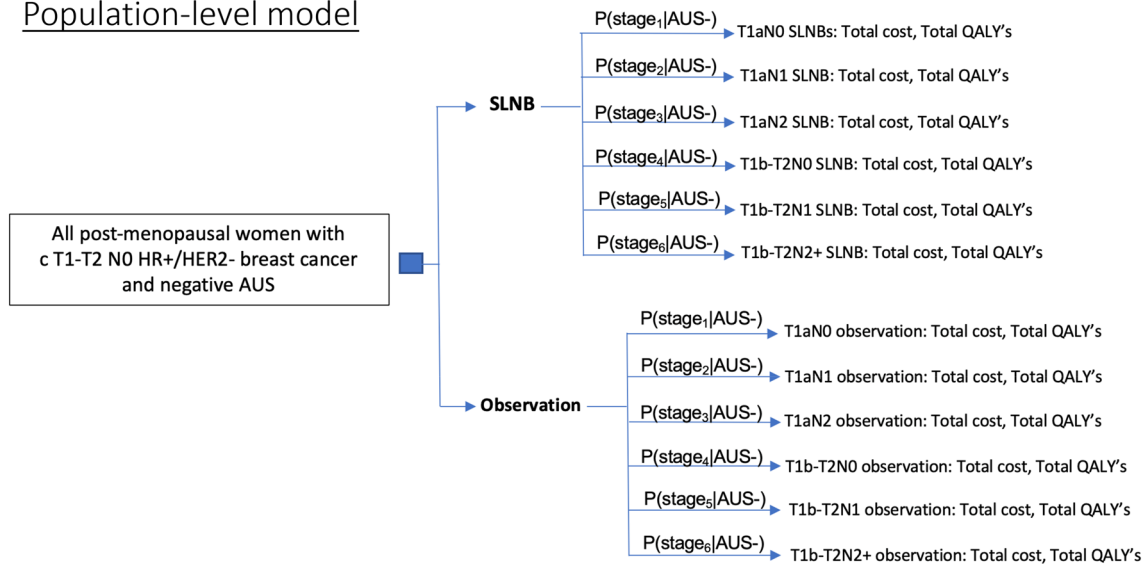 Population-level model
P(stage₁|AUS-)
T1aN0 SLNBs: Total cost, Total QALY's
P(stage₂|AUS-)
T1aN1 SLNB: Total cost, Total QALY's
P(stage₃|AUS-)
T1aN2 SLNB: Total cost, Total QALY's
P(stage₄|AUS-)
T1b-T2N0 SLNB: Total cost, Total QALY's
P(stage₅|AUS-)
T1b-T2N1 SLNB: Total cost, Total QALY's
P(stage₆|AUS-)
T1b-T2N2+ SLNB: Total cost, Total QALY's
SLNB
All post-menopausal women with
c T1-T2 N0 HR+/HER2- breast cancer
and negative AUS
Observation
P(stage₁|AUS-)
T1aN0 observation: Total cost, Total QALY's
P(stage₂|AUS-)
T1aN1 observation: Total cost, Total QALY's
P(stage₃|AUS-)
T1aN2 observation: Total cost, Total QALY's
P(stage₄|AUS-)
T1b-T2N0 observation: Total cost, Total QALY's
P(stage₅|AUS-)
T1b-T2N1 observation: Total cost, Total QALY's
P(stage₆|AUS-)
T1b-T2N2+ observation: Total cost, Total QALY's